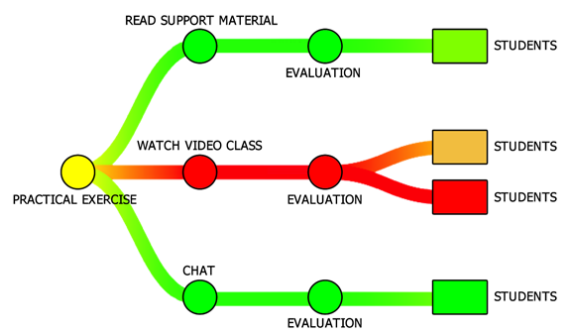 READ SUPPORT MATERIAL
STUDENTS
EVALUATION
WATCH VIDEO CLASS
STUDENTS
PRACTICAL EXERCISE
EVALUATION
STUDENTS
CHAT
STUDENTS
EVALUATION